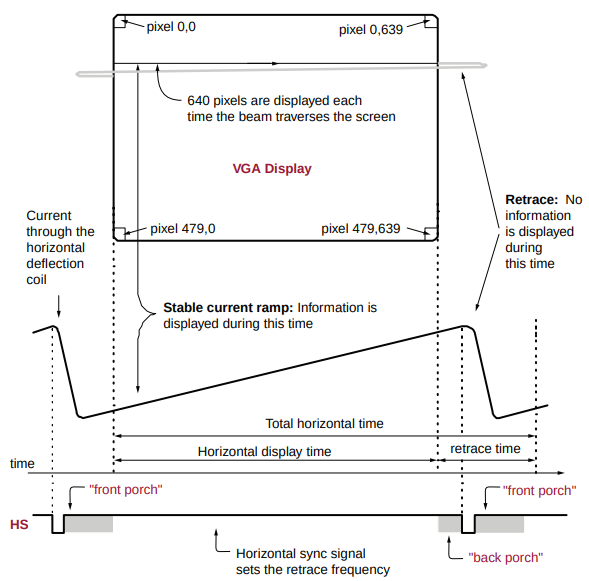 pixel 0,0
pixel 0,639
640 pixels are displayed each
time the beam traverses the screen
VGA Display
pixel 479,0
pixel 479,639
Current
through the
horizontal
deflection
coil
Retrace: No
information
is displayed
during
this time
Stable current ramp: Information is
displayed during this time
Total horizontal time
Horizontal display time
retrace time
time
"front porch"
"front porch"
HS
Horizontal sync signal
sets the retrace frequency
"back porch"